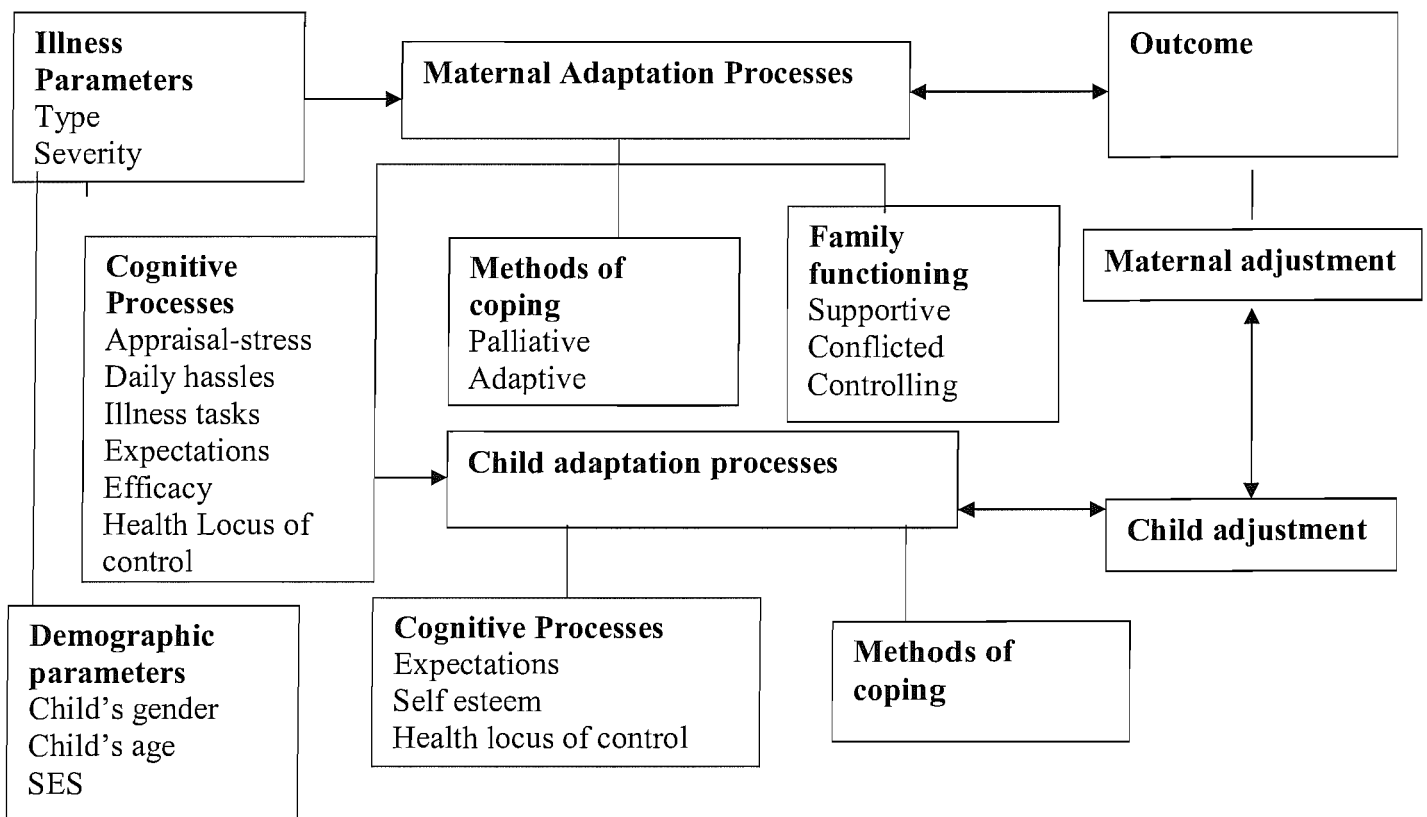 Illness
Parameters
Type
Severity
Maternal Adaptation Processes
Outcome
Cognitive
Processes
Appraisal-stress
Daily hassles
Illness tasks
Expectations
Efficacy
Health Locus of
control
Methods of
coping
Palliative
Adaptive
Family
functioning
Supportive
Conflicted
Controlling
Maternal adjustment
Child adaptation processes
Child adjustment
Demographic
parameters
Child's gender
Child's age
SES
Cognitive Processes
Expectations
Self esteem
Health locus of control
Methods of
coping